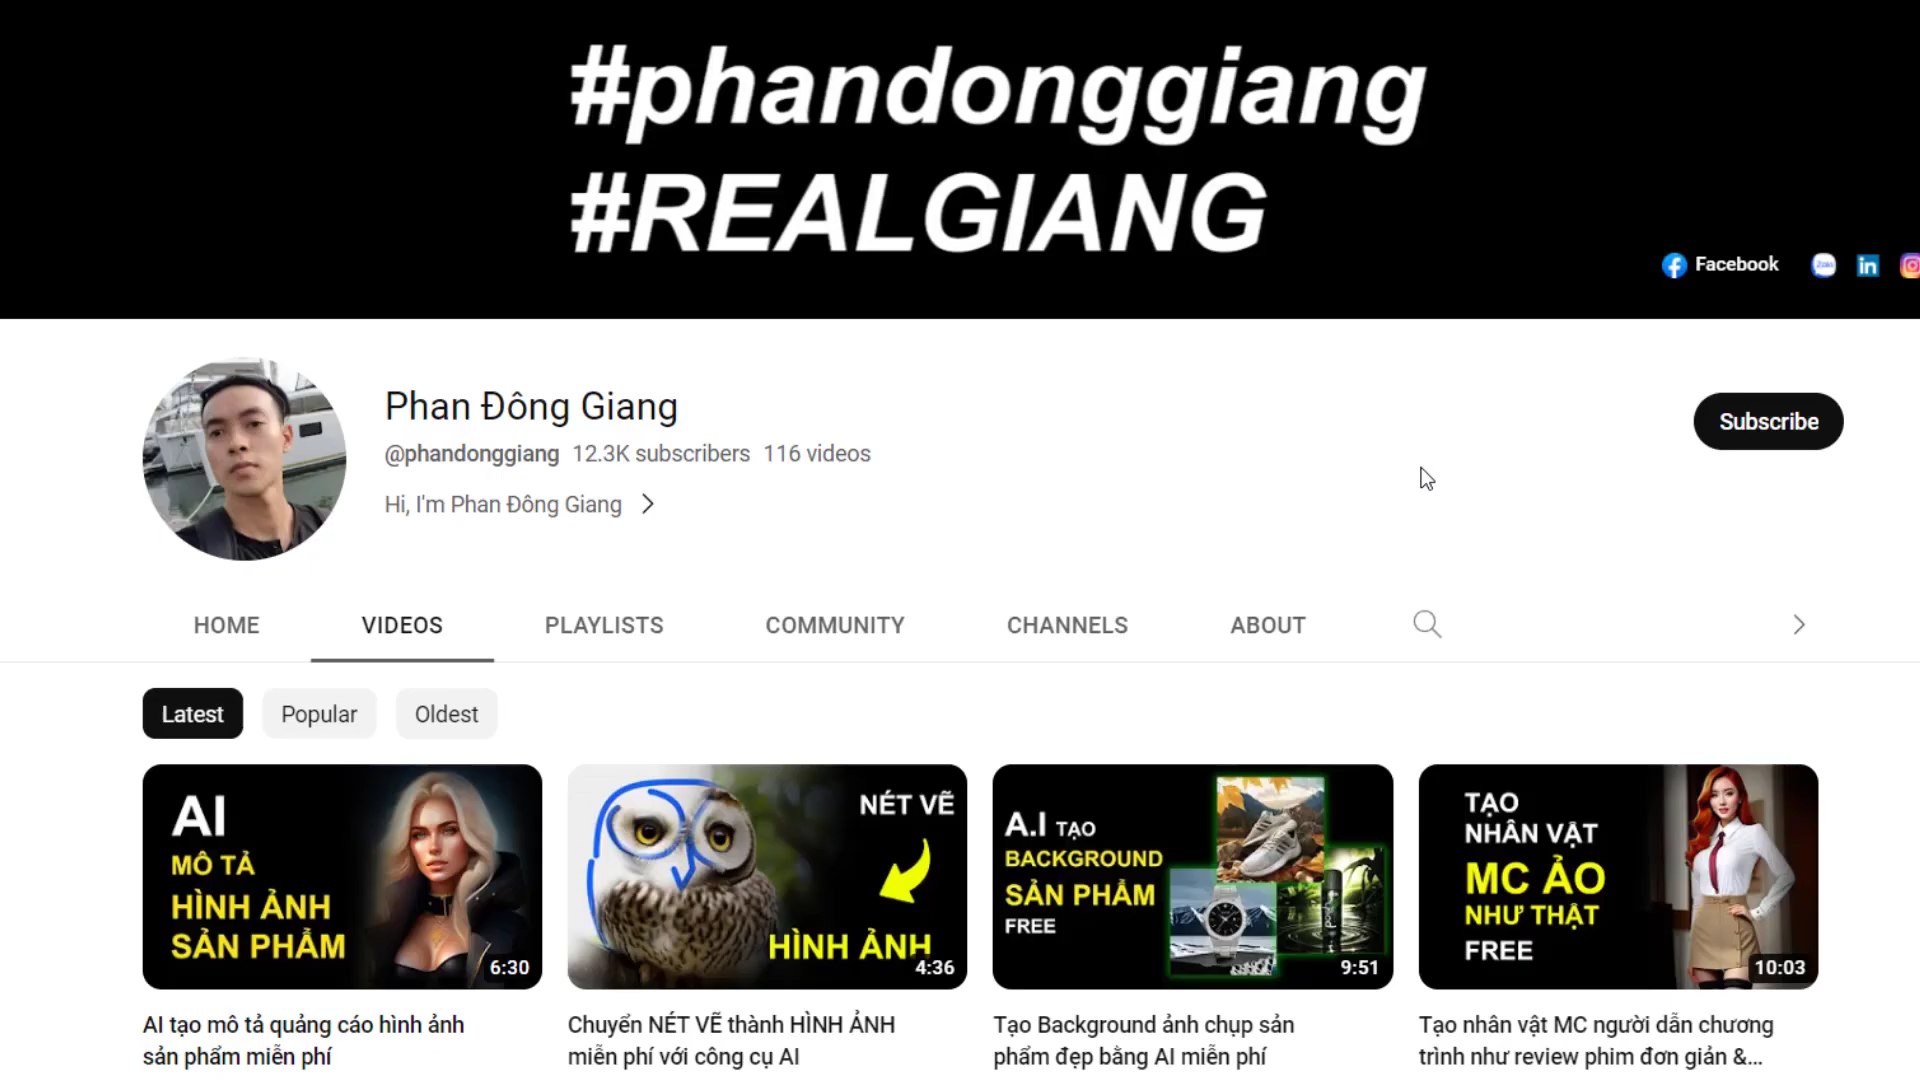 #phandonggiang
#REALGIANG
Facebook
Zalo
in
Phan Đông Giang
@phandonggiang 12.3K subscribers 116 videos
Hi, I'm Phan Đông Giang
Subscribe
HOME VIDEOS PLAYLISTS COMMUNITY CHANNELS ABOUT
Latest Popular Oldest
AI
MÔ TẢ
HÌNH ẢNH
SẢN PHẨM
6:30
NÉT VẼ
HÌNH ẢNH
4:36
A.I TẠO
BACKGROUND
SẢN PHẨM
FREE
9:51
TẠO
NHÂN VẬT
MC ẢO
NHƯ THẬT
FREE
10:03
AI tạo mô tả quảng cáo hình ảnh
sản phẩm miễn phí
Chuyển NÉT VẼ thành HÌNH ẢNH
miễn phí với công cụ AI
Tạo Background ảnh chụp sản
phẩm đẹp bằng AI miễn phí
Tạo nhân vật MC người dẫn chương
trình như review phim đơn giản &...